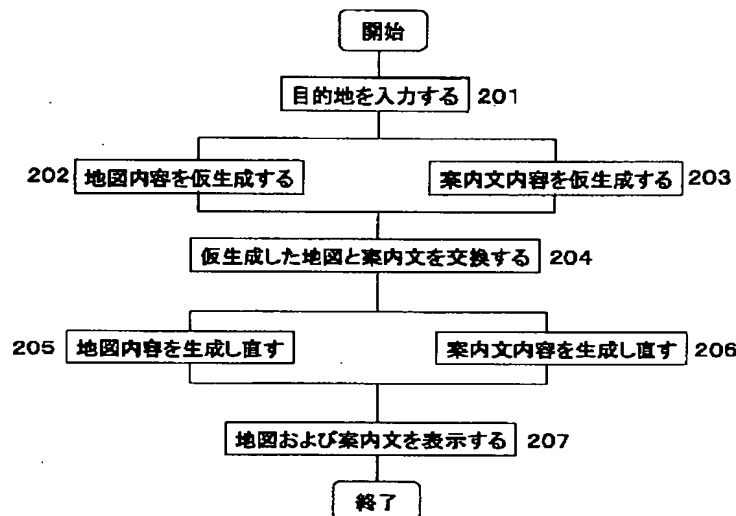 開始
目的地を入力する 201
202 地図内容を仮生成する
案内文内容を仮生成する 203
仮生成した地図と案内文を交換する 204
205 地図内容を生成し直す
案内文内容を生成し直す 206
地図および案内文を表示する 207
終了